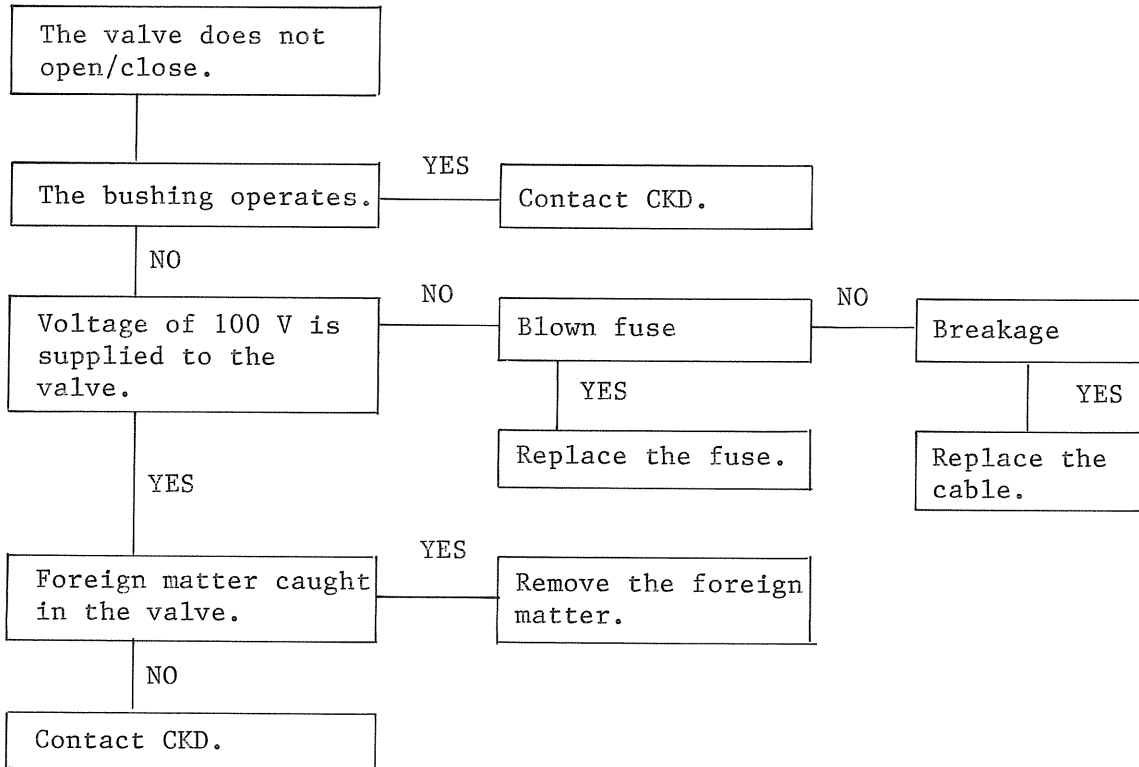 The valve does not
open/close.
The bushing operates.
YES
Contact CKD.
NO
Voltage of 100 V is
supplied to the
valve.
NO
Blown fuse
NO
Breakage
YES
Replace the fuse.
YES
Replace the
cable.
YES
Foreign matter caught
in the valve.
YES
Remove the foreign
matter.
NO
Contact CKD.